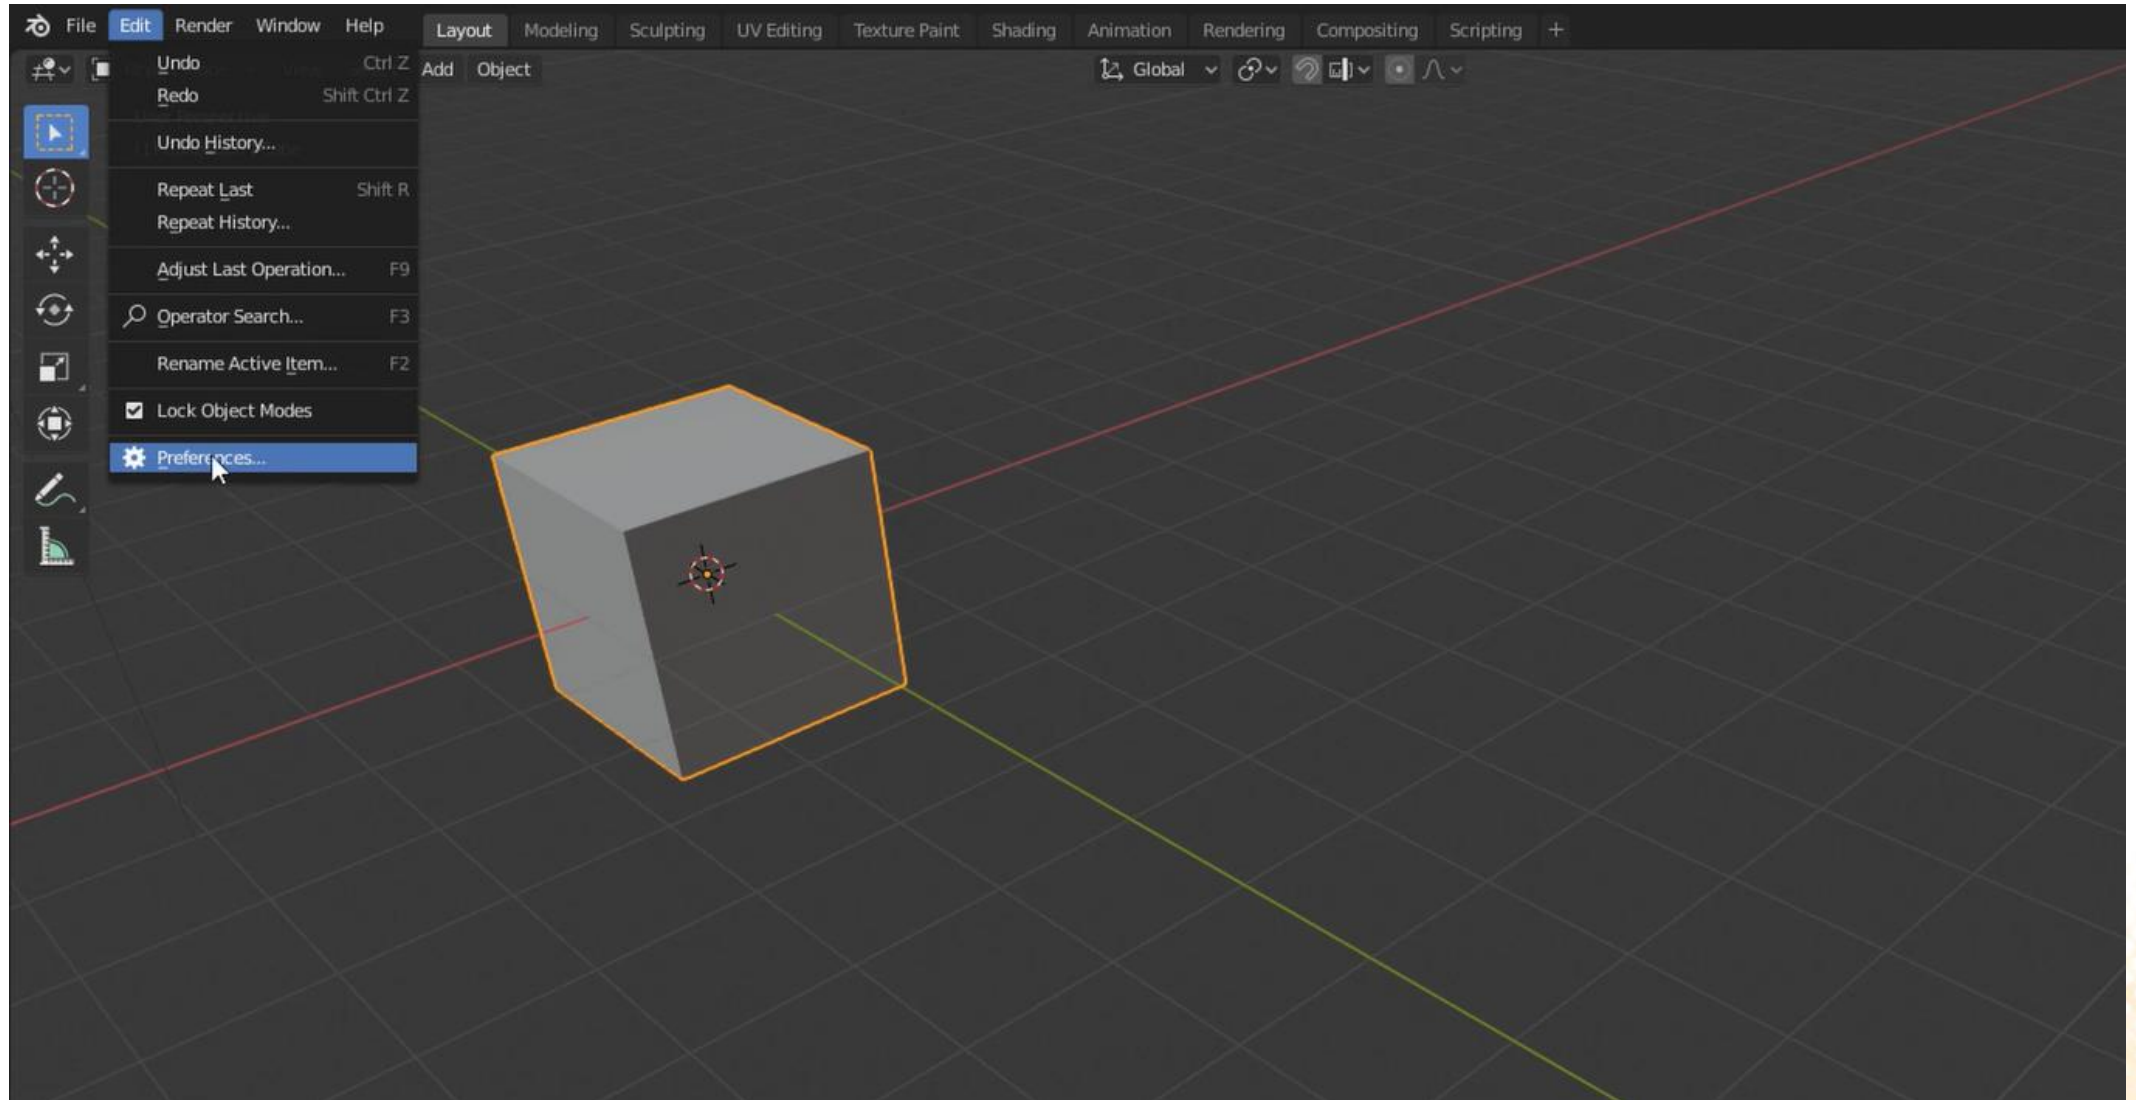 File Edit Render Window Help Layout Modeling Sculpting UV Editing Texture Paint Shading Animation Rendering Compositing Scripting +
Add Object Global
Undo Ctrl Z
Redo Shift Ctrl Z
Undo History...
Repeat Last Shift R
Repeat History...
Adjust Last Operation... F9
Operator Search... F3
Rename Active Item... F2
Lock Object Modes
Preferences...